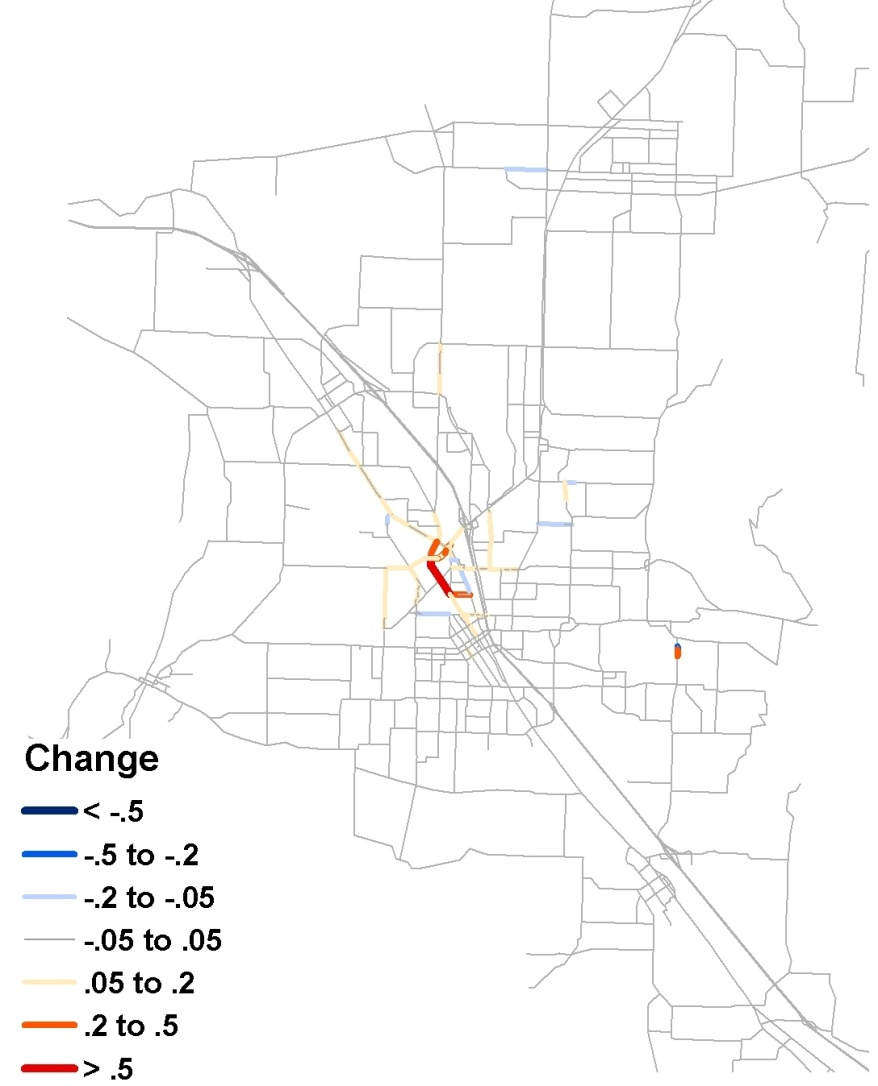 Change
< -.5
-.5 to -.2
-.2 to -.05
-.05 to .05
.05 to .2
.2 to .5
> .5